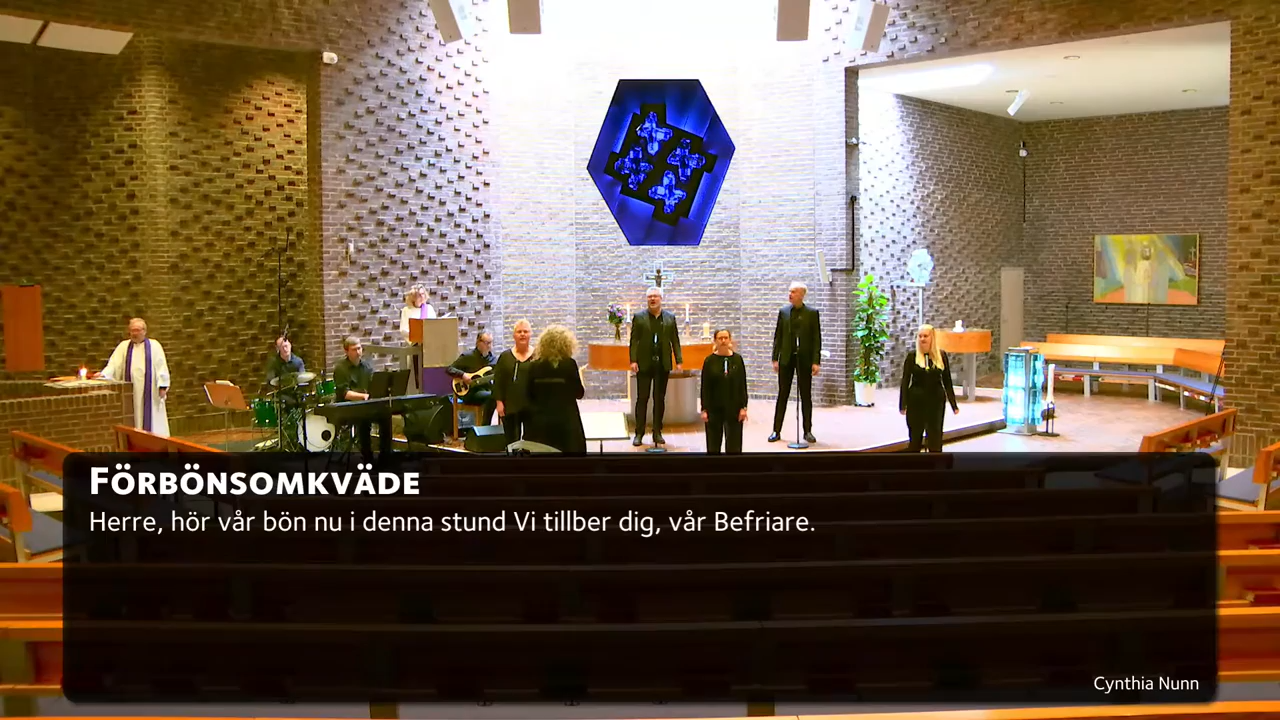 Förbönsomkväde
Herre, hör vår bön nu i denna stund Vi tillber dig, vår Befriare.
Cynthia Nunn